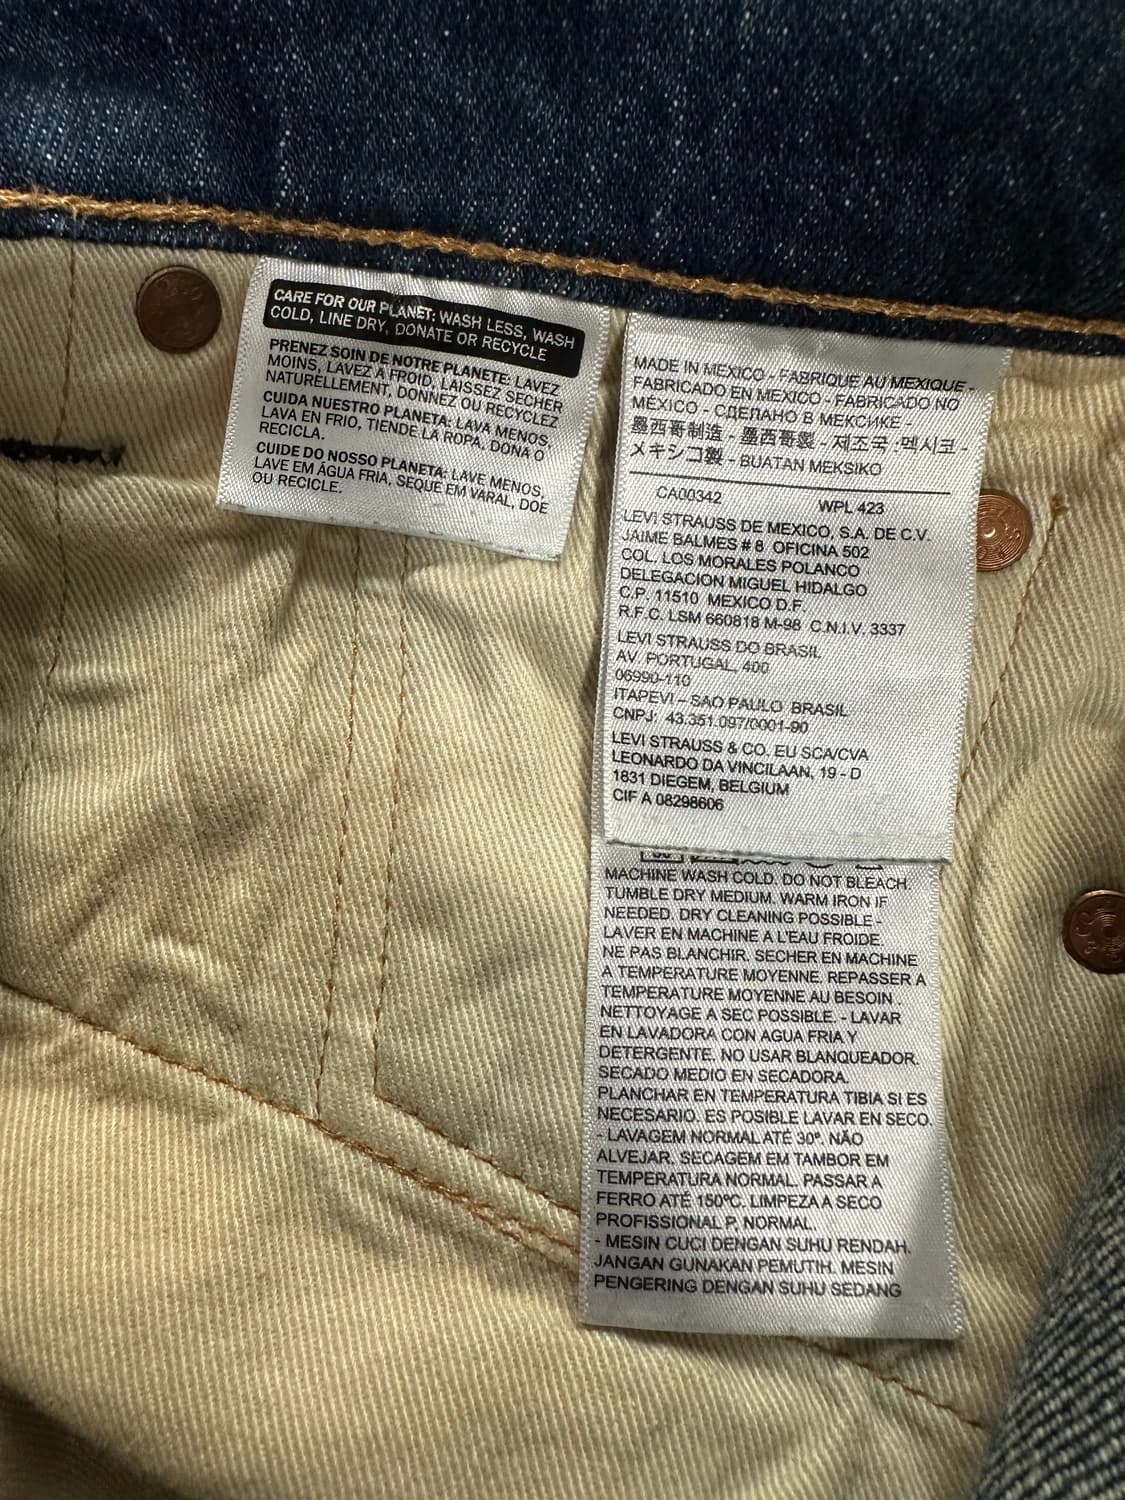 CARE FOR OUR PLANET: WASH LESS, WASH
COLD, LINE DRY, DONATE OR RECYCLE
PRENEZ SOIN DE NOTRE PLANETE: LAVEZ
MOINS, LAVEZ A FROID, LAISSEZ SECHER
NATURELLEMENT, DONNEZ OU RECYCLEZ
CUIDA NUESTRO PLANETA: LAVA MENOS,
LAVA EN FRIO, TIENDE LA ROPA, DONA O
RECICLA.
CUIDE DO NOSSO PLANETA: LAVE MENOS,
LAVE EM ÁGUA FRIA, SEQUE EM VARAL, DOE
OU RECICLE.
MADE IN MEXICO - FABRIQUE AU MEXIQUE -
FABRICADO EN MEXICO - FABRICADO NO
MÉXICO - СДЕЛАНО В МЕКСИКЕ -
墨西哥制造 - 墨西哥製 - 제조국 :멕시코 -
メキシコ製 - BUATAN MEKSIKO
CA00342 WPL 423
LEVI STRAUSS DE MEXICO, S.A. DE C.V.
JAIME BALMES # 8 OFICINA 502
COL. LOS MORALES POLANCO
DELEGACION MIGUEL HIDALGO
C.P. 11510 MEXICO D.F.
R.F.C. LSM 660818 M-98 C.N.I.V. 3337
LEVI STRAUSS DO BRASIL
AV. PORTUGAL, 400
06990-110
ITAPEVI – SAO PAULO BRASIL
CNPJ: 43.351.097/0001-90
LEVI STRAUSS & CO. EU SCA/CVA
LEONARDO DA VINCILAAN, 19 - D
1831 DIEGEM, BELGIUM
CIF A 08298606
MACHINE WASH COLD. DO NOT BLEACH.
TUMBLE DRY MEDIUM. WARM IRON IF
NEEDED. DRY CLEANING POSSIBLE -
LAVER EN MACHINE A L'EAU FROIDE.
NE PAS BLANCHIR. SECHER EN MACHINE
A TEMPERATURE MOYENNE. REPASSER A
TEMPERATURE MOYENNE AU BESOIN .
NETTOYAGE A SEC POSSIBLE. - LAVAR
EN LAVADORA CON AGUA FRIA Y
DETERGENTE. NO USAR BLANQUEADOR.
SECADO MEDIO EN SECADORA.
PLANCHAR EN TEMPERATURA TIBIA SI ES
NECESARIO. ES POSIBLE LAVAR EN SECO.
- LAVAGEM NORMAL ATÉ 30º. NÃO
ALVEJAR. SECAGEM EM TAMBOR EM
TEMPERATURA NORMAL. PASSAR A
FERRO ATÉ 150ºC. LIMPEZA A SECO
PROFISSIONAL P, NORMAL.
- MESIN CUCI DENGAN SUHU RENDAH.
JANGAN GUNAKAN PEMUTIH. MESIN
PENGERING DENGAN SUHU SEDANG